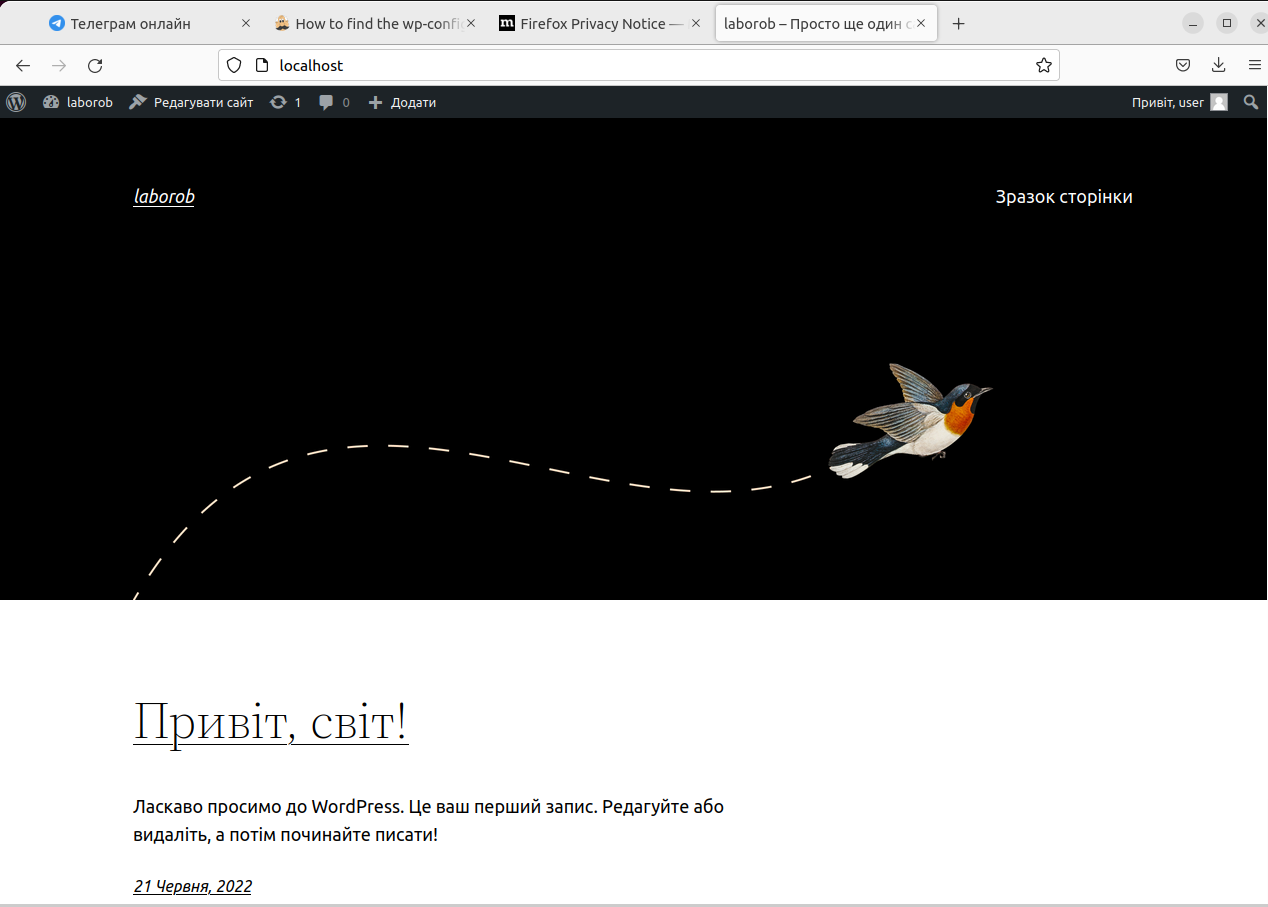 Телеграм онлайн
How to find the wp-confi
Firefox Privacy Notice —
laborob – Просто ще один с
localhost
laborob
Редагувати сайт
1
0
Додати
Привіт, user
laborob
Зразок сторінки
Привіт, світ!
Ласкаво просимо до WordPress. Це ваш перший запис. Редагуйте або
видаліть, а потім починайте писати!
21 Червня, 2022